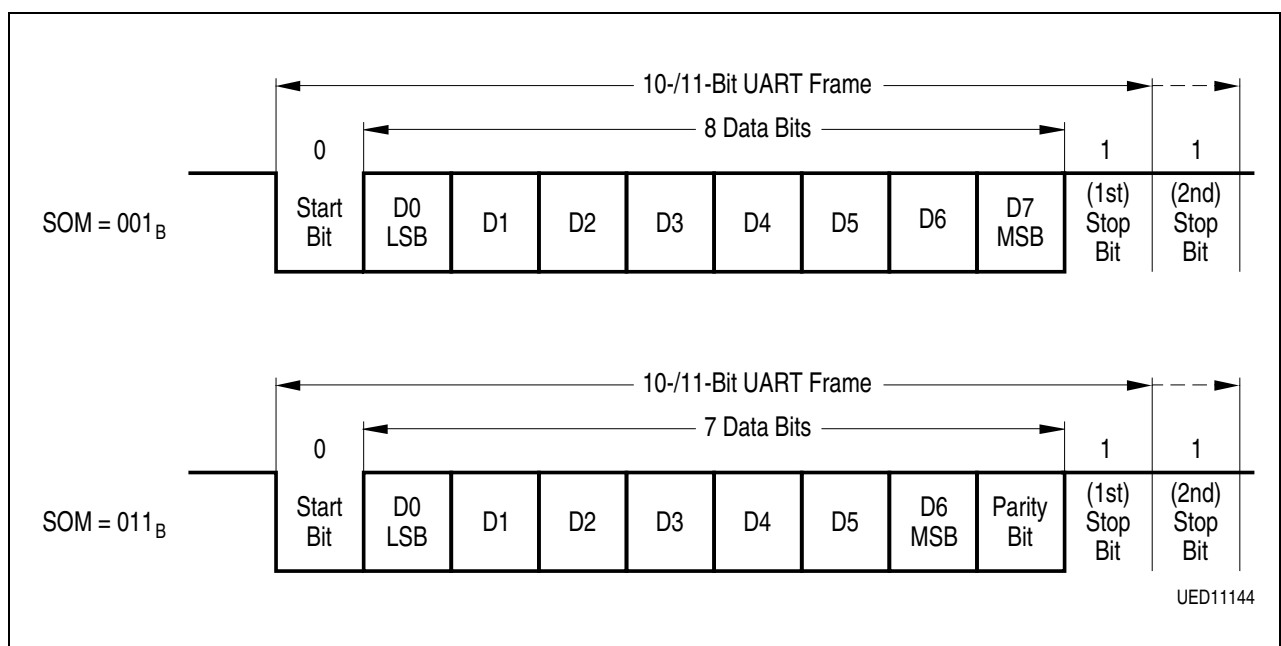 10-/11-Bit UART Frame
8 Data Bits
0 1 1
SOM = 001B
Start Bit
D0 LSB
D1
D2
D3
D4
D5
D6
D7 MSB
(1st) Stop Bit
(2nd) Stop Bit
10-/11-Bit UART Frame
7 Data Bits
0 1 1
SOM = 011B
Start Bit
D0 LSB
D1
D2
D3
D4
D5
D6 MSB
Parity Bit
(1st) Stop Bit
(2nd) Stop Bit
UED11144